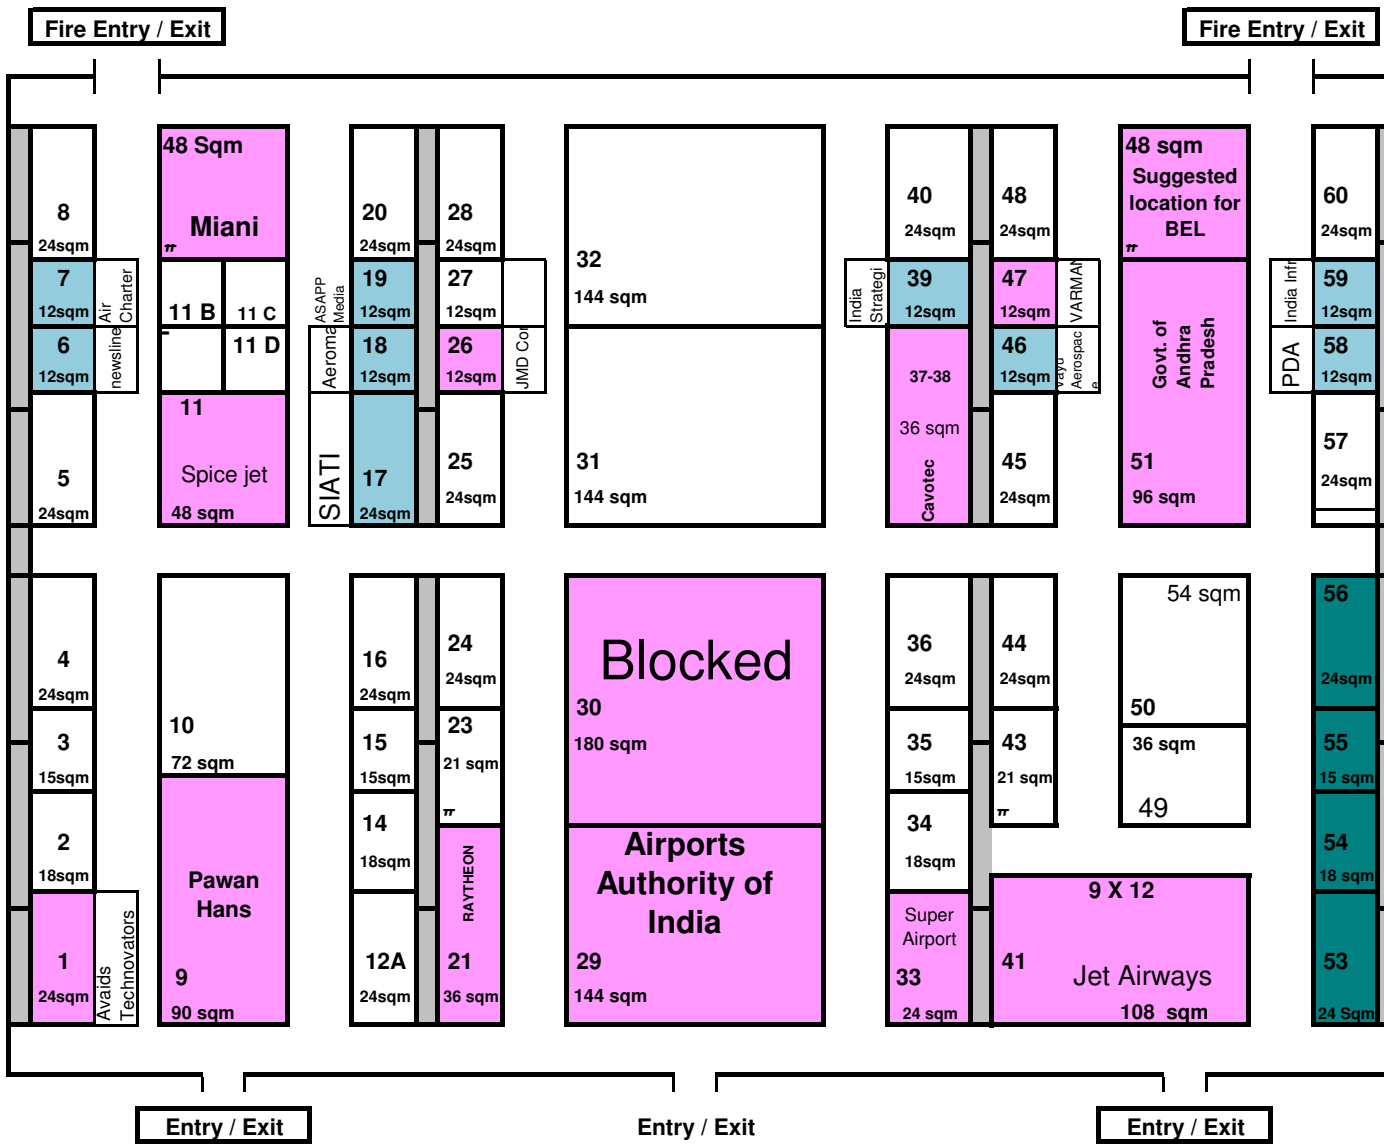 Fire Entry / Exit
Fire Entry / Exit
8
24sqm
7
12sqm
Air
Charter
6
12sqm
newsline
5
24sqm
48 Sqm
Miani
11 B
11 C
11 D
11
Spice jet
48 sqm
20
24sqm
ASAPP
Media
19
12sqm
Aeroma
18
12sqm
SIATI
17
24sqm
28
24sqm
27
12sqm
26
12sqm
JMD Cor
25
24sqm
32
144 sqm
31
144 sqm
40
24sqm
India
Strategi
39
12sqm
37-38
36 sqm
Cavotec
48
24sqm
47
12sqm
VARMAN
46
12sqm
Vayu
Aerospac
e
45
24sqm
48 sqm
Suggested
location for
BEL
Govt. of
Andhra
Pradesh
51
96 sqm
60
24sqm
India Infr
59
12sqm
PDA
58
12sqm
57
24sqm
4
24sqm
3
15sqm
2
18sqm
1
24sqm
Avaids
Technovators
10
72 sqm
Pawan
Hans
9
90 sqm
16
24sqm
15
15sqm
14
18sqm
12A
24sqm
24
24sqm
23
21 sqm
RAYTHEON
21
36 sqm
Blocked
30
180 sqm
Airports
Authority of
India
29
144 sqm
36
24sqm
35
15sqm
34
18sqm
Super
Airport
33
24 sqm
44
24sqm
43
21 sqm
54 sqm
50
36 sqm
49
9 X 12
41
Jet Airways
108 sqm
56
24sqm
55
15 sqm
54
18 sqm
53
24 Sqm
Entry / Exit
Entry / Exit
Entry / Exit